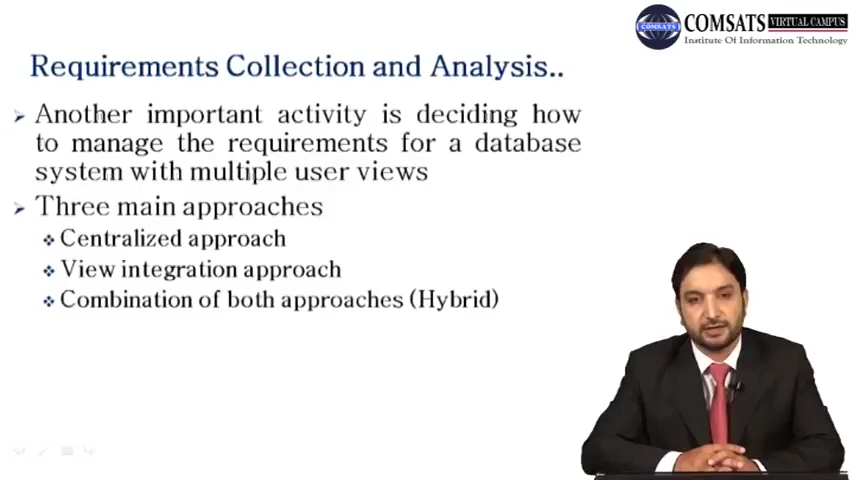 COMSATS VIRTUAL CAMPUS
Institute Of Information Technology
COMSATS
Requirements Collection and Analysis..
Another important activity is deciding how
to manage the requirements for a database
system with multiple user views
Three main approaches
Centralized approach
View integration approach
Combination of both approaches (Hybrid)